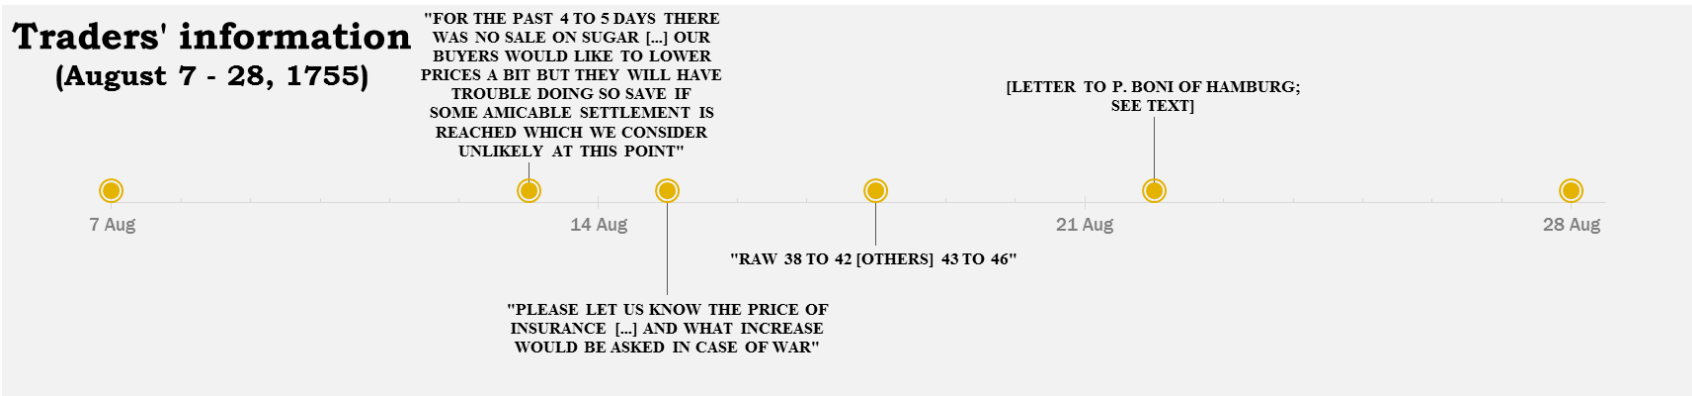 Traders' information
(August 7 - 28, 1755)
"FOR THE PAST 4 TO 5 DAYS THERE
WAS NO SALE ON SUGAR [...] OUR
BUYERS WOULD LIKE TO LOWER
PRICES A BIT BUT THEY WILL HAVE
TROUBLE DOING SO SAVE IF
SOME AMICABLE SETTLEMENT IS
REACHED WHICH WE CONSIDER
UNLIKELY AT THIS POINT"
[LETTER TO P. BONI OF HAMBURG;
SEE TEXT]
7 Aug
14 Aug
21 Aug
28 Aug
"RAW 38 TO 42 [OTHERS] 43 TO 46"
"PLEASE LET US KNOW THE PRICE OF
INSURANCE [...] AND WHAT INCREASE
WOULD BE ASKED IN CASE OF WAR"